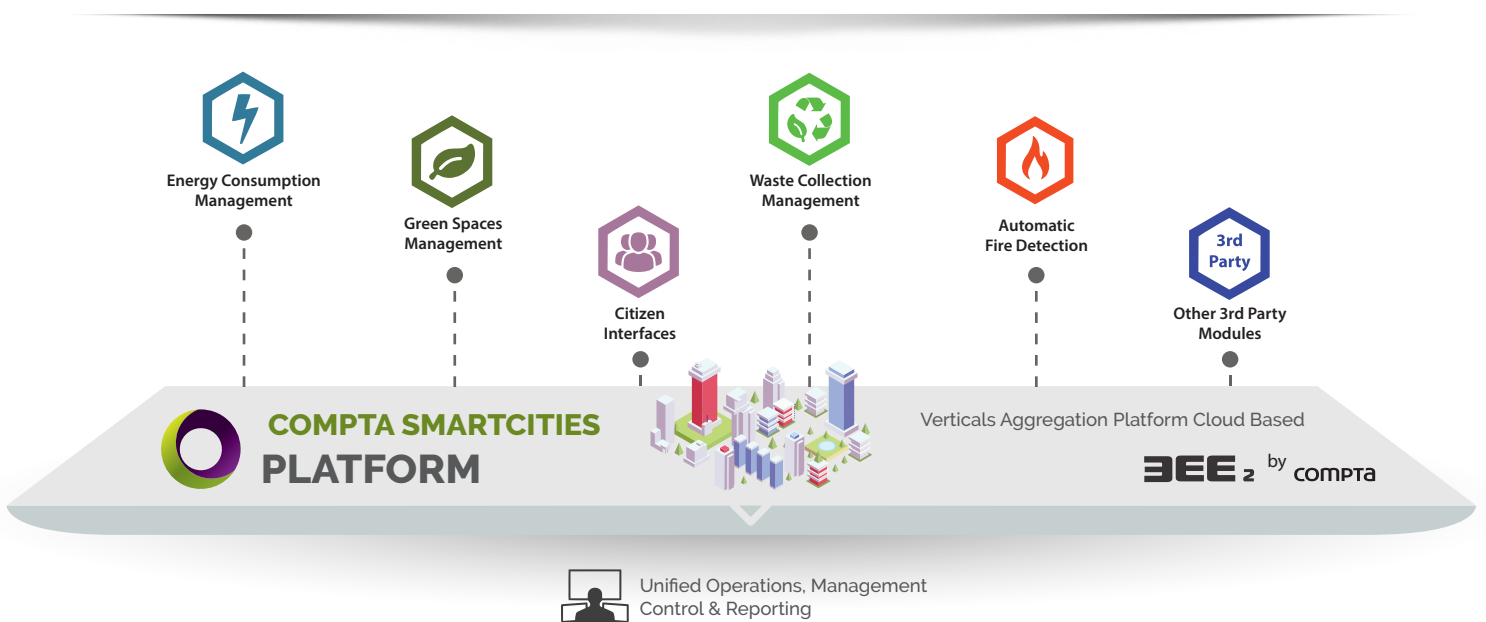 Energy Consumption
Management
Green Spaces
Management
Citizen
Interfaces
Waste Collection
Management
Automatic
Fire Detection
3rd
Party
Other 3rd Party
Modules
COMPTA SMARTCITIES
PLATFORM
Verticals Aggregation Platform Cloud Based
BEE2 by compta
Unified Operations, Management
Control & Reporting